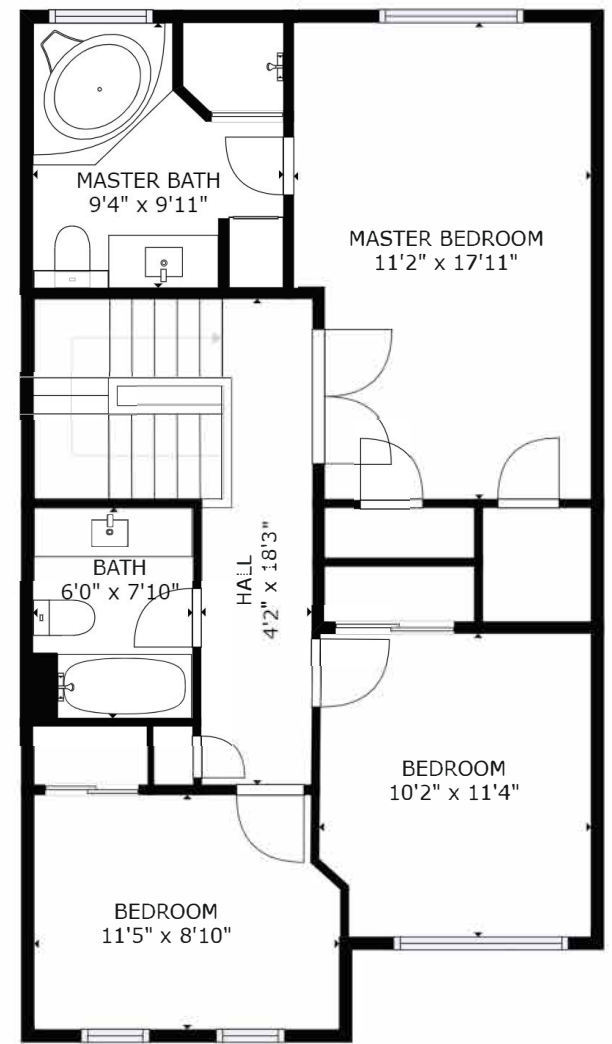 MASTER BATH
9'4" x 9'11"
MASTER BEDROOM
11'2" x 17'11"
HALL
4'2" x 18'3"
BATH
6'0" x 7'10"
BEDROOM
10'2" x 11'4"
BEDROOM
11'5" x 8'10"